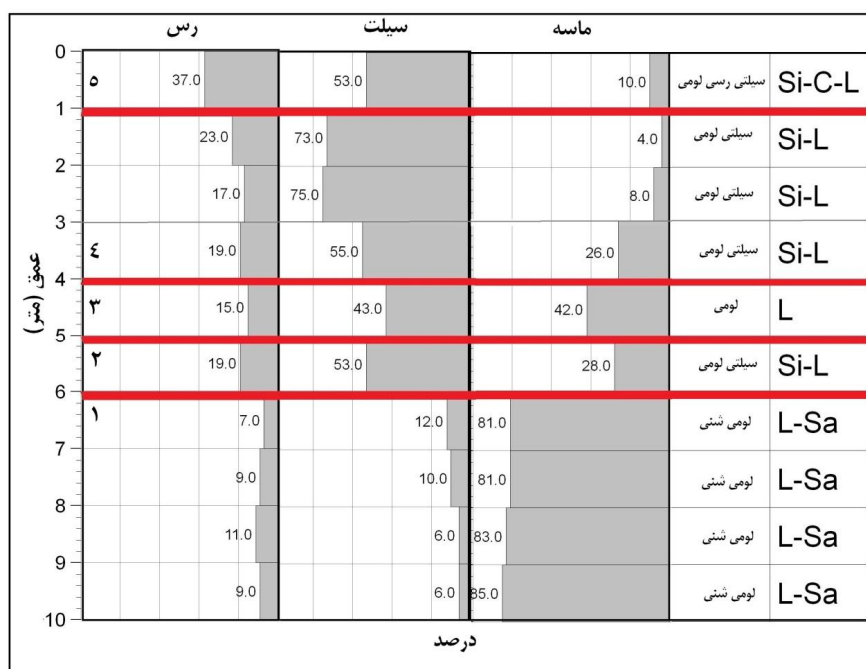 رس سیلت ماسه
0
۵ 37.0 53.0 10.0 سیلتی رسی لومی Si-C-L
1
23.0 73.0 4.0 سیلتی لومی Si-L
2
17.0 75.0 8.0 سیلتی لومی Si-L
3
٤ 19.0 55.0 26.0 سیلتی لومی Si-L
4
۳ 15.0 43.0 42.0 لومی L
5
۲ 19.0 53.0 28.0 سیلتی لومی Si-L
6
۱ 7.0 12.0 81.0 لومی شنی L-Sa
7
9.0 10.0 81.0 لومی شنی L-Sa
8
11.0 6.0 83.0 لومی شنی L-Sa
9
9.0 6.0 85.0 لومی شنی L-Sa
10
عمق (متر)
درصد